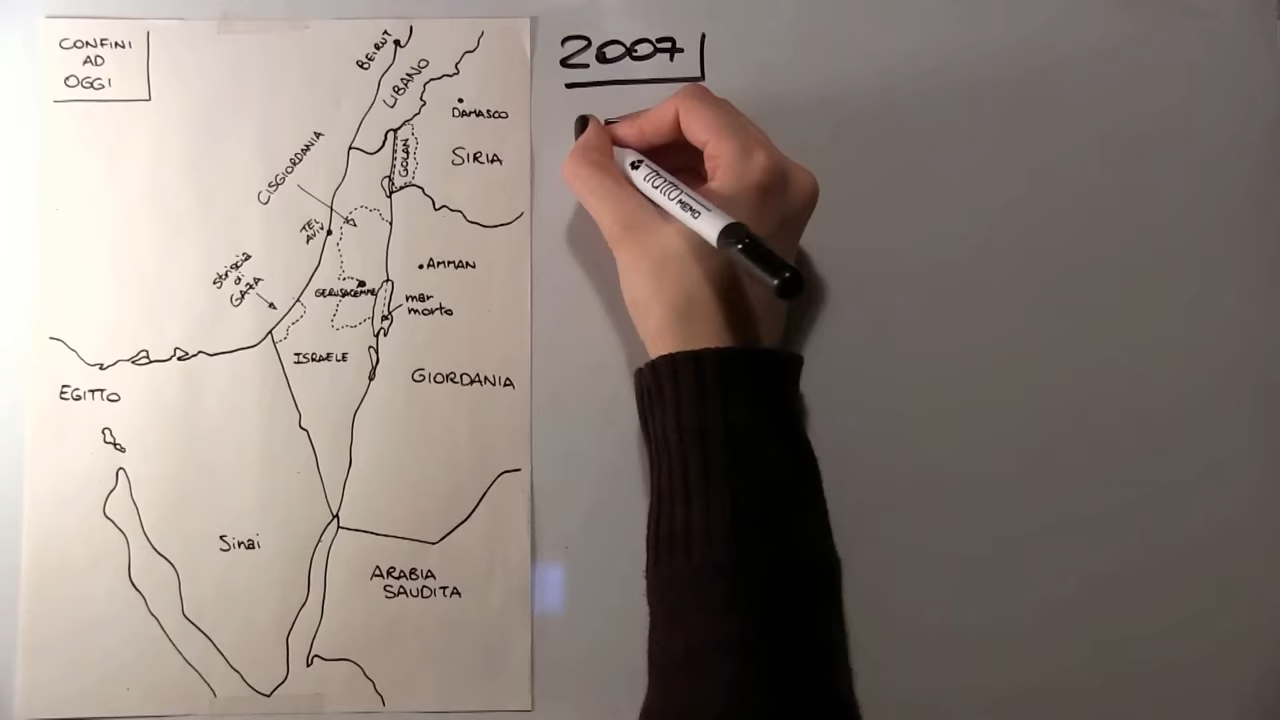 CONFINI
AD
OGGI
BEIRUT
LIBANO
DAMASCO
GOLAN
SIRIA
CISGIORDANIA
TEL
AVIV
AMMAN
striscia
di
GAZA
GERUSALEMME
mar
morto
ISRAELE
GIORDANIA
EGITTO
Sinai
ARABIA
SAUDITA
2007
TRATTO
MEMO